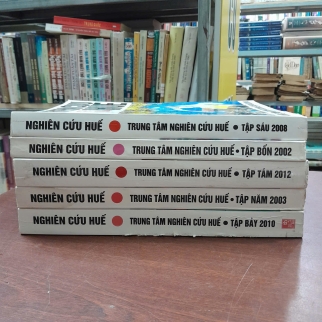 NGHIÊN CỨU HUẾ ● TRUNG TÂM NGHIÊN CỨU HUẾ ● TẬP SÁU 2008
NGHIÊN CỨU HUẾ ● TRUNG TÂM NGHIÊN CỨU HUẾ ● TẬP BỐN 2002
NGHIÊN CỨU HUẾ ● TRUNG TÂM NGHIÊN CỨU HUẾ ● TẬP TÁM 2012
NGHIÊN CỨU HUẾ ● TRUNG TÂM NGHIÊN CỨU HUẾ ● TẬP NĂM 2003
NGHIÊN CỨU HUẾ ● TRUNG TÂM NGHIÊN CỨU HUẾ ● TẬP BẢY 2010